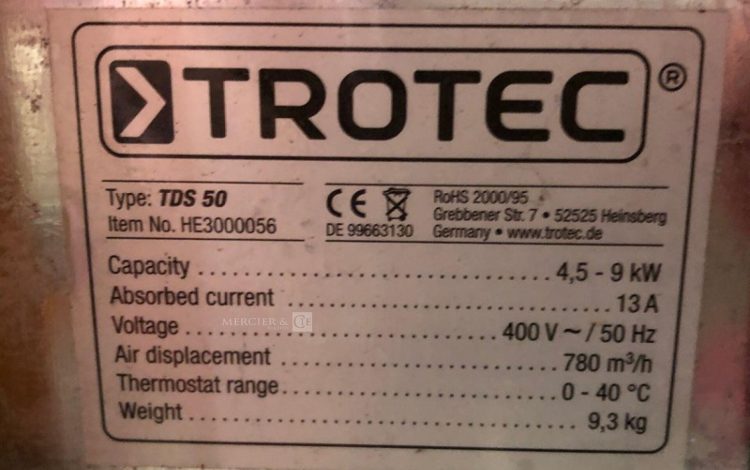 TROTEC ®
Type: TDS 50
Item No. HE3000056
CE
DE 99663130
RoHS 2000/95
Grebbener Str. 7 • 52525 Heinsberg
Germany • www.trotec.de
Capacity 4,5 - 9 kW
Absorbed current 13 A
Voltage 400 V ~ / 50 Hz
Air displacement 780 m³/h
Thermostat range 0 - 40 °C
Weight 9,3 kg
MERCIER &